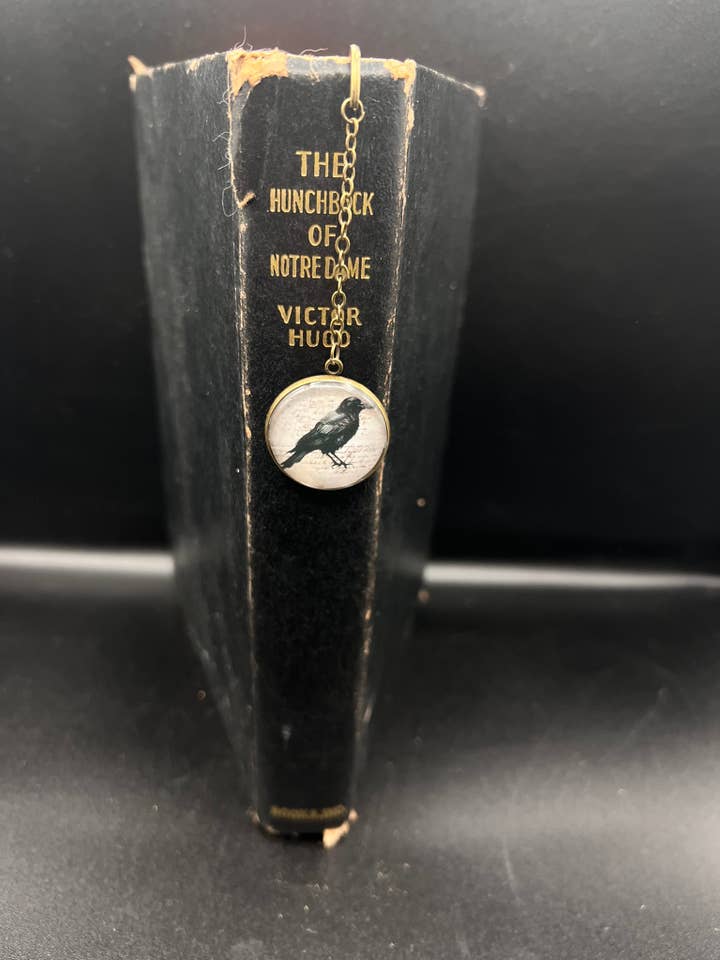 THE
HUNCHBACK
OF
NOTRE DAME
VICTOR
HUGO